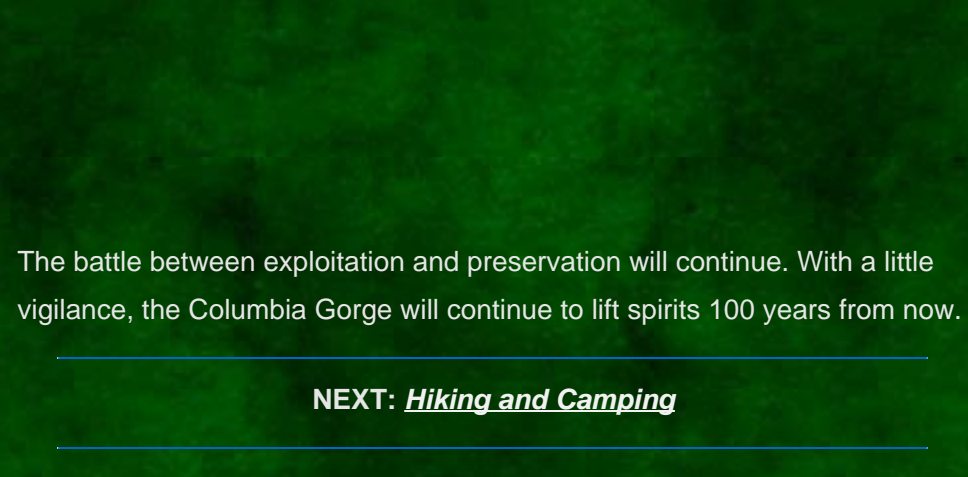 The battle between exploitation and preservation will continue. With a little
vigilance, the Columbia Gorge will continue to lift spirits 100 years from now.
NEXT: Hiking and Camping